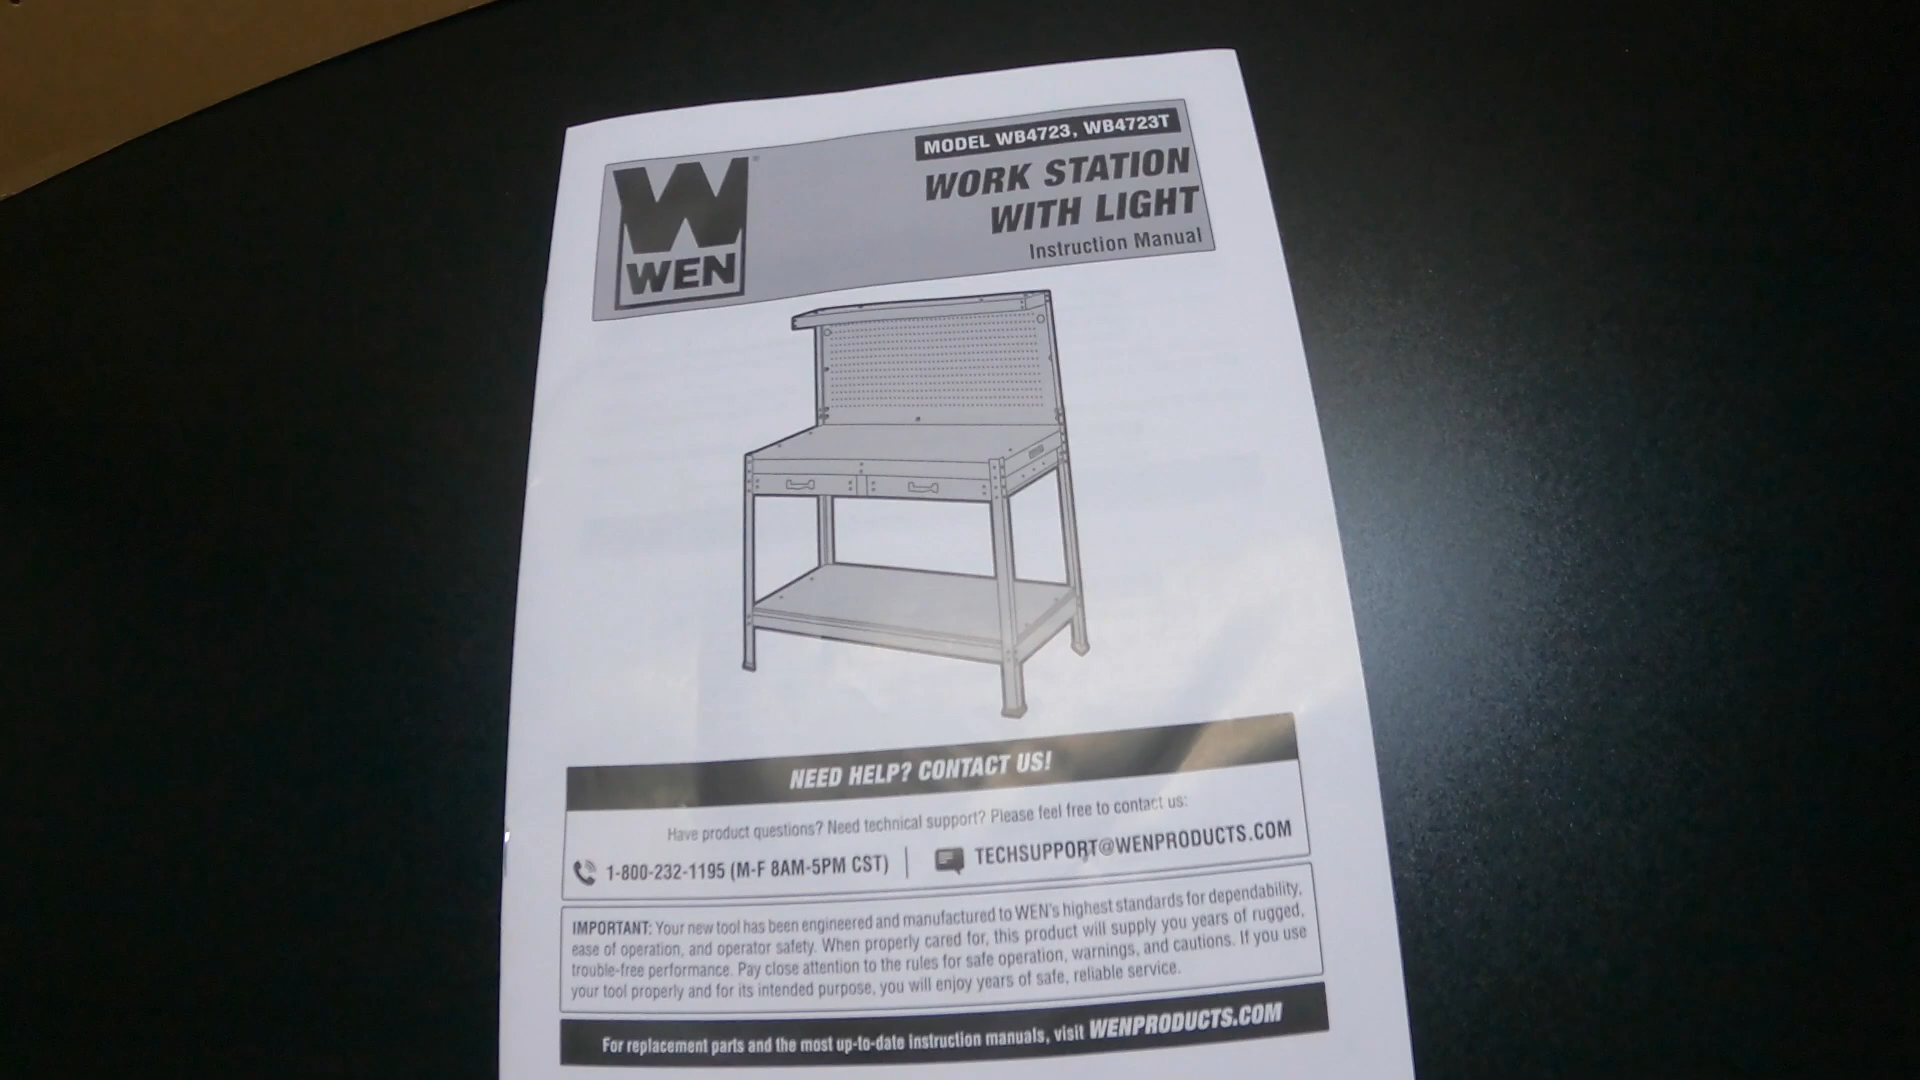 MODEL WB4723, WB4723T
WORK STATION
WITH LIGHT
Instruction Manual
W
WEN
NEED HELP? CONTACT US!
Have product questions? Need technical support? Please feel free to contact us:
1-800-232-1195 (M-F 8AM-5PM CST) | TECHSUPPORT@WENPRODUCTS.COM
IMPORTANT: Your new tool has been engineered and manufactured to WEN's highest standards for dependability,
ease of operation, and operator safety. When properly cared for, this product will supply you years of rugged,
trouble-free performance. Pay close attention to the rules for safe operation, warnings, and cautions. If you use
your tool properly and for its intended purpose, you will enjoy years of safe, reliable service.
For replacement parts and the most up-to-date instruction manuals, visit WENPRODUCTS.COM